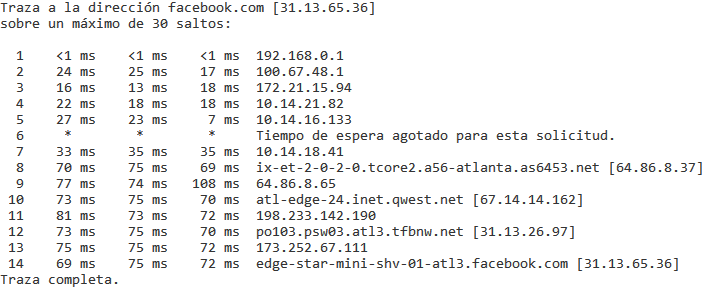 Traza a la dirección facebook.com [31.13.65.36]
sobre un máximo de 30 saltos:
1 <1 ms <1 ms <1 ms 192.168.0.1
2 24 ms 25 ms 17 ms 100.67.48.1
3 16 ms 13 ms 18 ms 172.21.15.94
4 22 ms 18 ms 18 ms 10.14.21.82
5 27 ms 23 ms 7 ms 10.14.16.133
6 * * * Tiempo de espera agotado para esta solicitud.
7 33 ms 35 ms 35 ms 10.14.18.41
8 70 ms 75 ms 69 ms ix-et-2-0-2-0.tcore2.a56-atlanta.as6453.net [64.86.8.37]
9 77 ms 74 ms 108 ms 64.86.8.65
10 73 ms 75 ms 70 ms atl-edge-24.inet.qwest.net [67.14.14.162]
11 81 ms 73 ms 72 ms 198.233.142.190
12 73 ms 75 ms 70 ms po103.psw03.atl3.tfbnw.net [31.13.26.97]
13 75 ms 75 ms 72 ms 173.252.67.111
14 69 ms 75 ms 72 ms edge-star-mini-shv-01-atl3.facebook.com [31.13.65.36]
Traza completa.